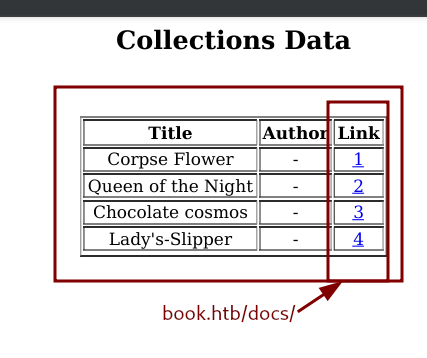 Collections Data
Title Author Link
Corpse Flower - 1
Queen of the Night - 2
Chocolate cosmos - 3
Lady's-Slipper - 4
book.htb/docs/